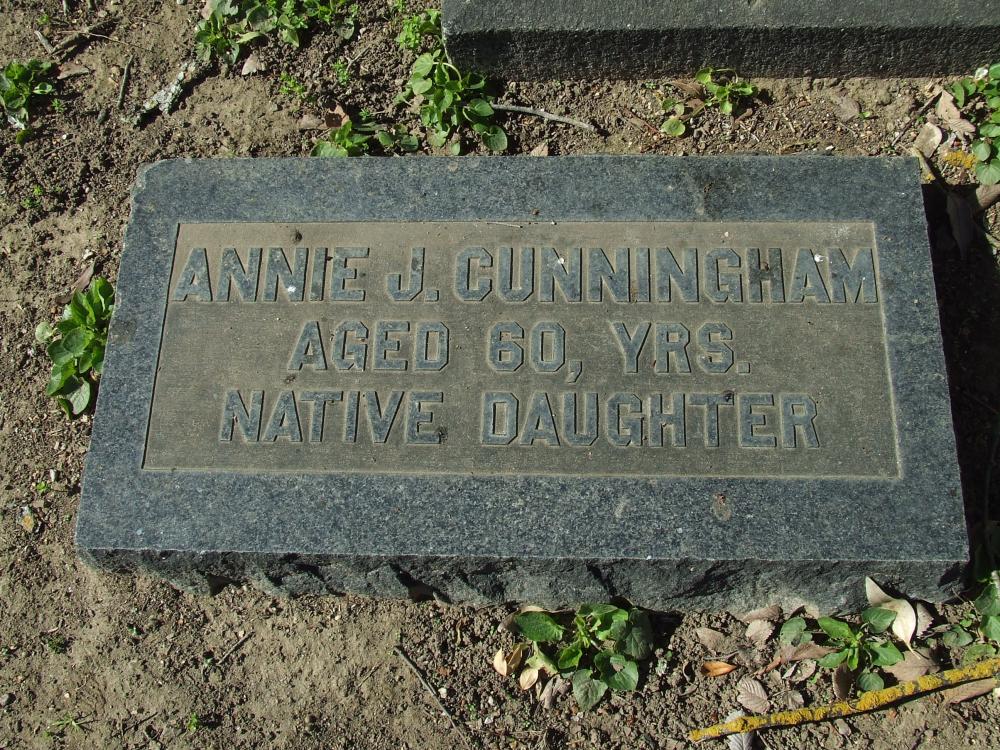 ANNIE J. CUNNINGHAM
AGED 60, YRS.
NATIVE DAUGHTER